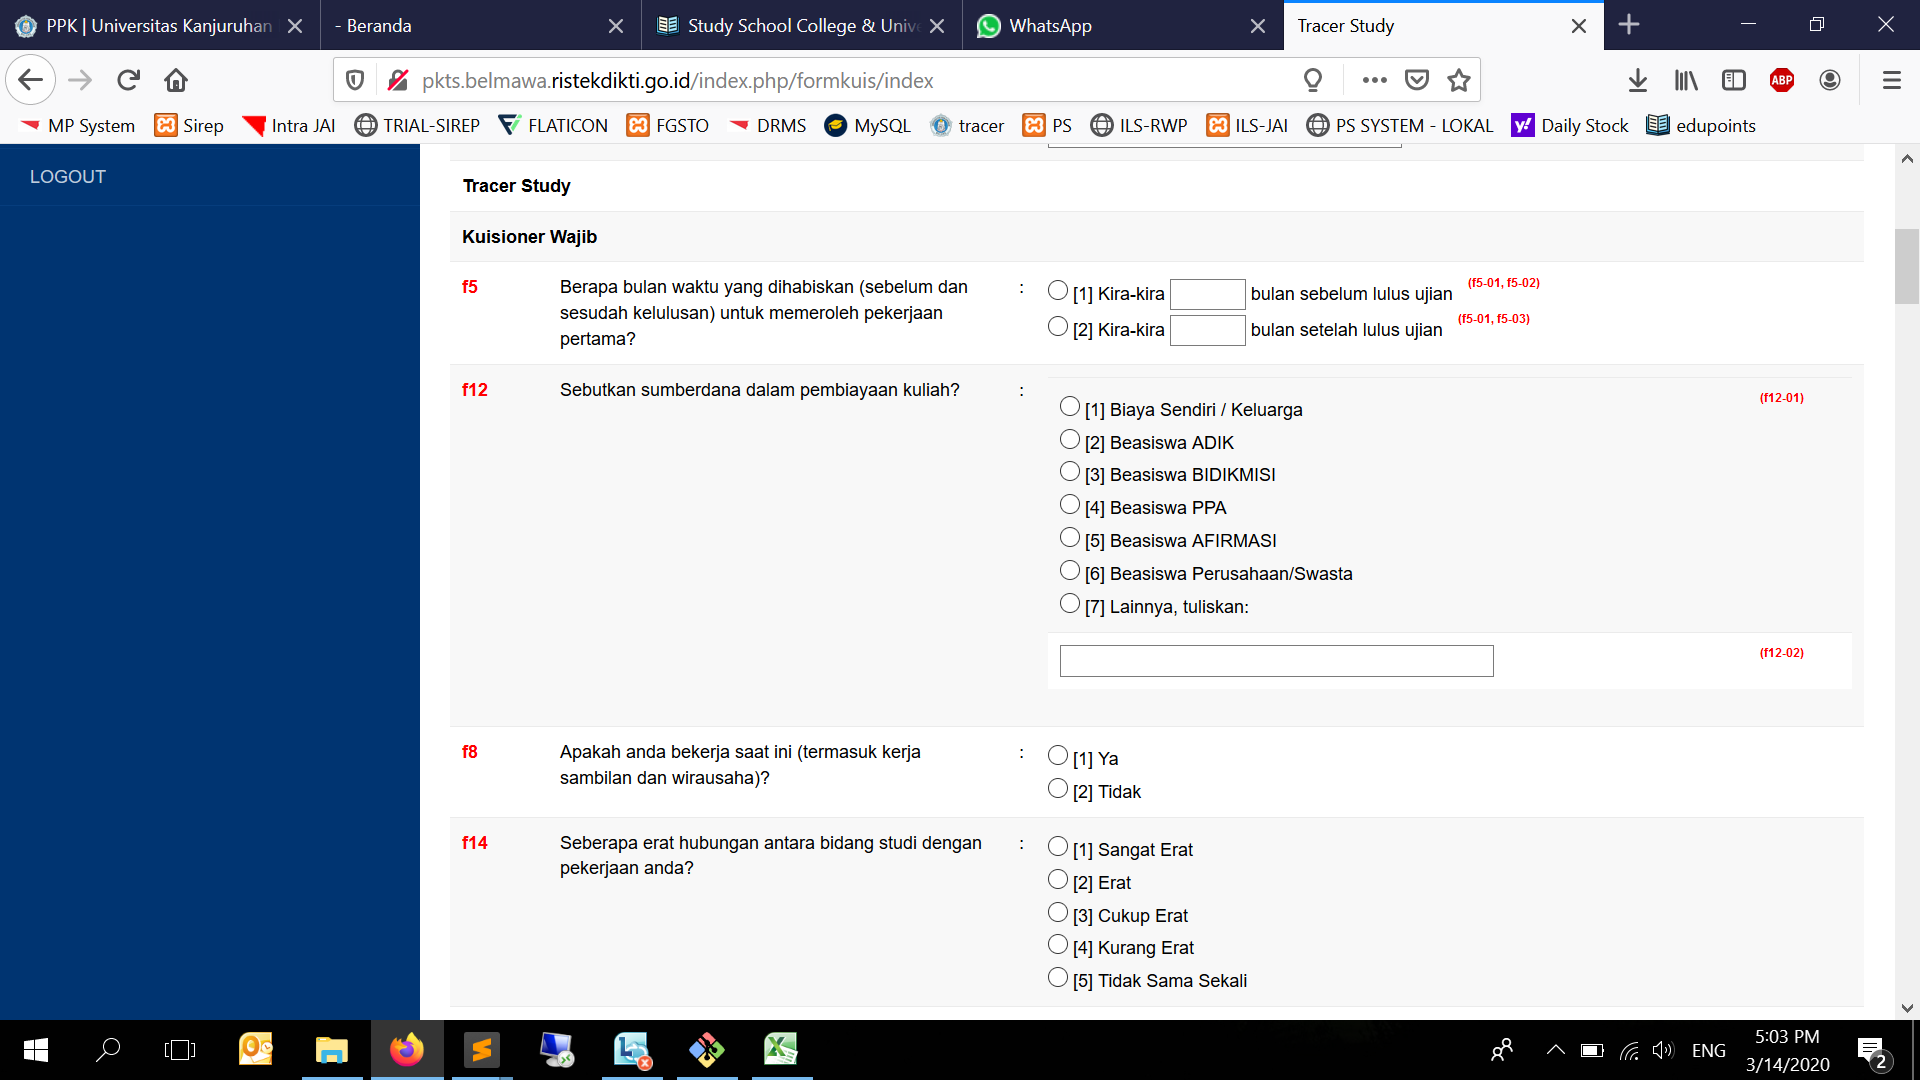 PPK | Universitas Kanjuruhan
- Beranda
Study School College & Unive
WhatsApp
Tracer Study
pkts.belmawa.ristekdikti.go.id/index.php/formkuis/index
ABP
MP System
Sirep
Intra JAI
TRIAL-SIREP
FLATICON
FGSTO
DRMS
MySQL
tracer
PS
ILS-RWP
ILS-JAI
PS SYSTEM - LOKAL
y!
Daily Stock
edupoints
LOGOUT
Tracer Study
Kuisioner Wajib
f5
Berapa bulan waktu yang dihabiskan (sebelum dan
sesudah kelulusan) untuk memeroleh pekerjaan
pertama?
:
[1] Kira-kira bulan sebelum lulus ujian (f5-01, f5-02)
[2] Kira-kira bulan setelah lulus ujian (f5-01, f5-03)
f12
Sebutkan sumberdana dalam pembiayaan kuliah?
:
(f12-01)
[1] Biaya Sendiri / Keluarga
[2] Beasiswa ADIK
[3] Beasiswa BIDIKMISI
[4] Beasiswa PPA
[5] Beasiswa AFIRMASI
[6] Beasiswa Perusahaan/Swasta
[7] Lainnya, tuliskan:
(f12-02)
f8
Apakah anda bekerja saat ini (termasuk kerja
sambilan dan wirausaha)?
:
[1] Ya
[2] Tidak
f14
Seberapa erat hubungan antara bidang studi dengan
pekerjaan anda?
:
[1] Sangat Erat
[2] Erat
[3] Cukup Erat
[4] Kurang Erat
[5] Tidak Sama Sekali
ENG
5:03 PM
3/14/2020
2